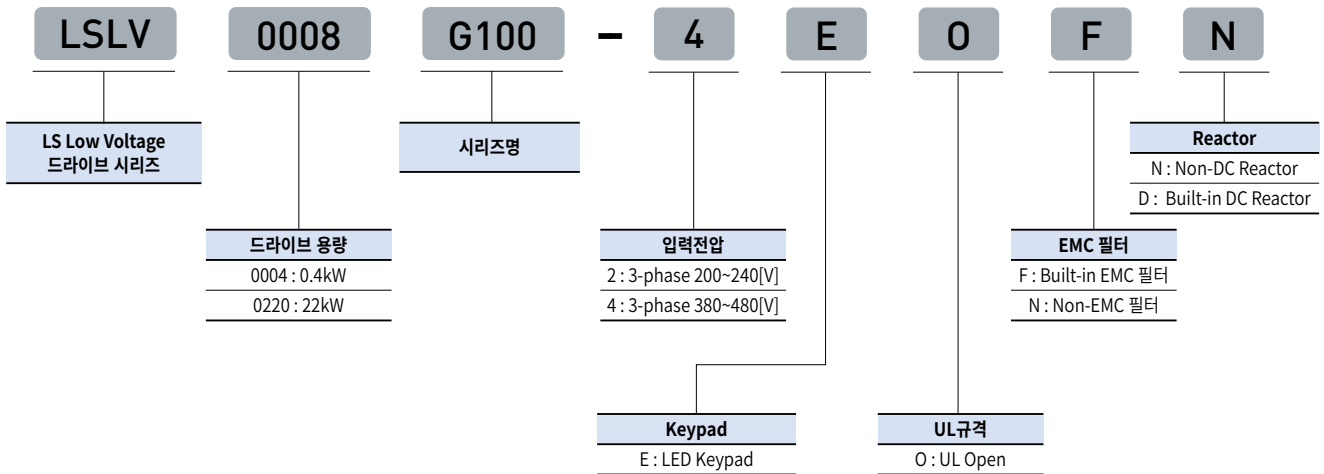 LSLV 0008 G100 - 4 E O F N
LS Low Voltage
드라이브 시리즈
시리즈명
Reactor
N : Non-DC Reactor
D : Built-in DC Reactor
드라이브 용량
0004 : 0.4kW
0220 : 22kW
입력전압
2 : 3-phase 200~240[V]
4 : 3-phase 380~480[V]
EMC 필터
F : Built-in EMC 필터
N : Non-EMC 필터
Keypad
E : LED Keypad
UL규격
O : UL Open